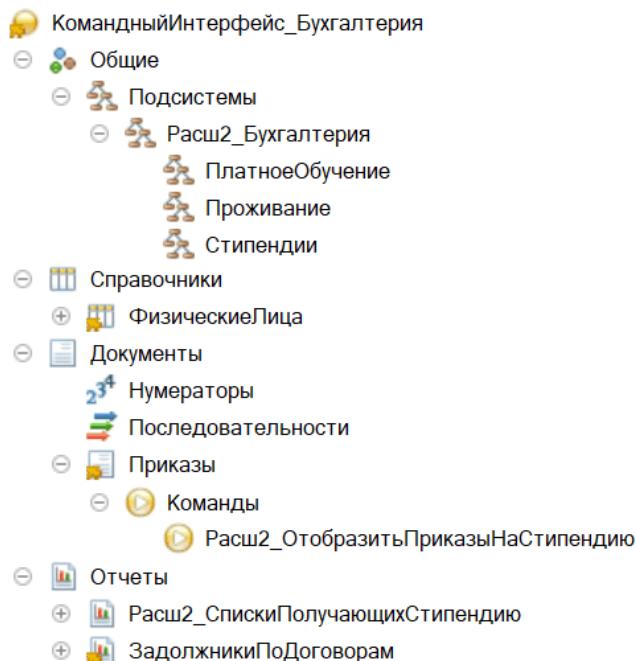 КомандныйИнтерфейс_Бухгалтерия
Общие
Подсистемы
Расш2_Бухгалтерия
ПлатноеОбучение
Проживание
Стипендии
Справочники
ФизическиеЛица
Документы
Нумераторы
Последовательности
Приказы
Команды
Расш2_ОтобразитьПриказыНаСтипендию
Отчеты
Расш2_СпискиПолучающихСтипендию
ЗадолжникиПоДоговорам